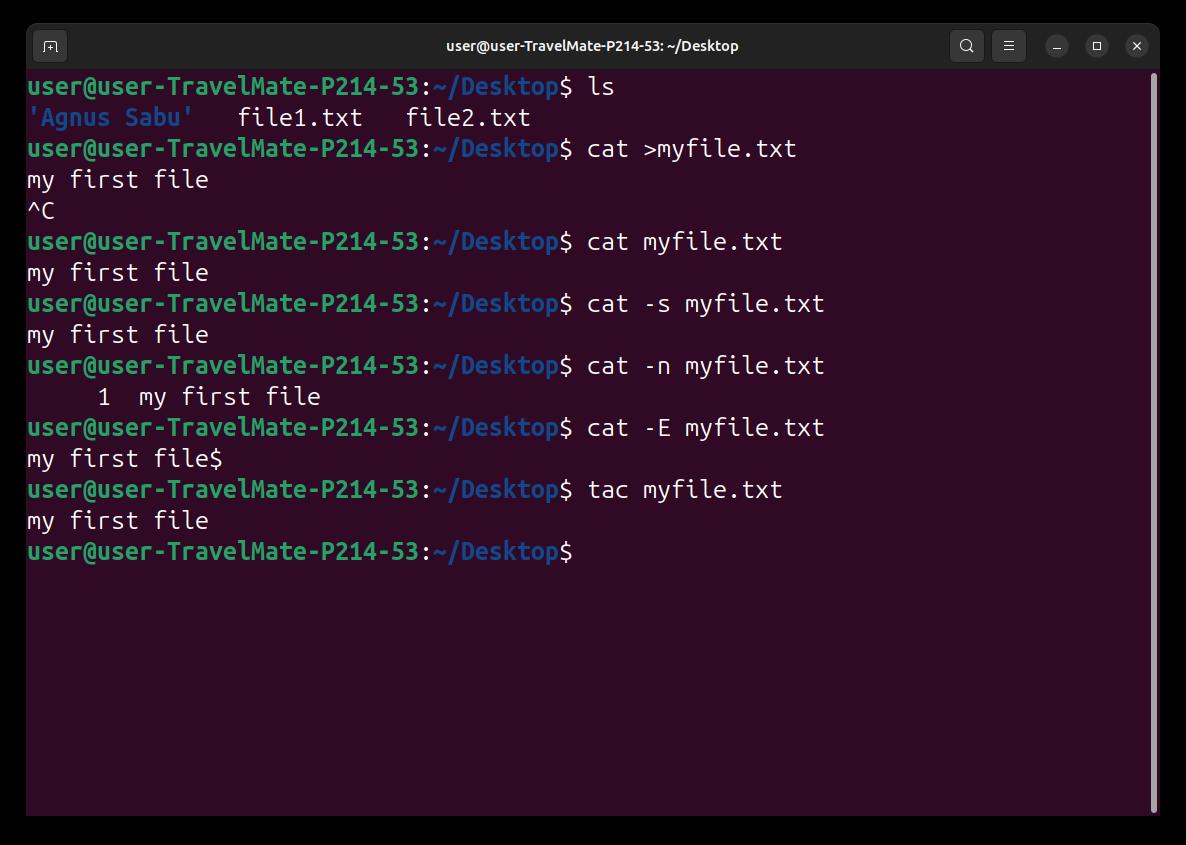 user@user-TravelMate-P214-53: ~/Desktop
user@user-TravelMate-P214-53:~/Desktop$ ls
'Agnus Sabu'   file1.txt   file2.txt
user@user-TravelMate-P214-53:~/Desktop$ cat >myfile.txt
my first file
^C
user@user-TravelMate-P214-53:~/Desktop$ cat myfile.txt
my first file
user@user-TravelMate-P214-53:~/Desktop$ cat -s myfile.txt
my first file
user@user-TravelMate-P214-53:~/Desktop$ cat -n myfile.txt
     1  my first file
user@user-TravelMate-P214-53:~/Desktop$ cat -E myfile.txt
my first file$
user@user-TravelMate-P214-53:~/Desktop$ tac myfile.txt
my first file
user@user-TravelMate-P214-53:~/Desktop$